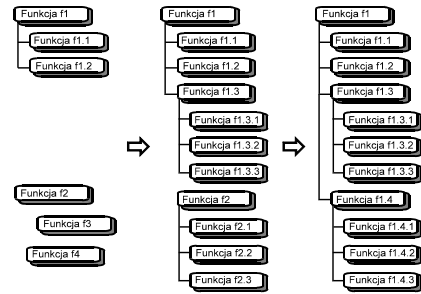 Funkcja f1
Funkcja f1.1
Funkcja f1.2
Funkcja f2
Funkcja f3
Funkcja f4
Funkcja f1
Funkcja f1.1
Funkcja f1.2
Funkcja f1.3
Funkcja f1.3.1
Funkcja f1.3.2
Funkcja f1.3.3
Funkcja f2
Funkcja f2.1
Funkcja f2.2
Funkcja f2.3
Funkcja f1
Funkcja f1.1
Funkcja f1.2
Funkcja f1.3
Funkcja f1.3.1
Funkcja f1.3.2
Funkcja f1.3.3
Funkcja f1.4
Funkcja f1.4.1
Funkcja f1.4.2
Funkcja f1.4.3